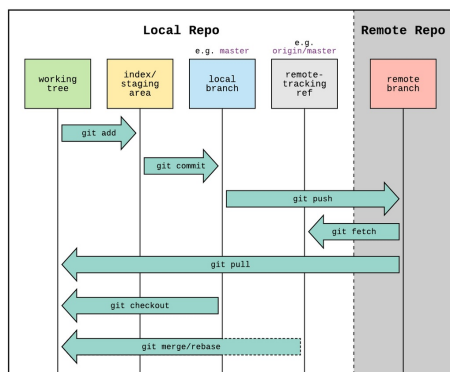 Local Repo
Remote Repo
e.g. master
e.g.
origin/master
working
tree
index/
staging
area
local
branch
remote-
tracking
ref
remote
branch
git add
git commit
git push
git fetch
git pull
git checkout
git merge/rebase